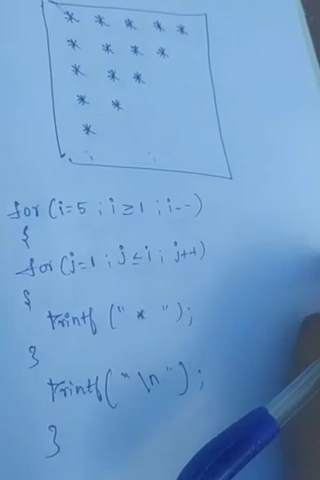 * * * * *
* * * *
* * *
* *
*
for (i=5 ; i≥1 ; i--)
{
for (j=1 ; j≤i ; j++)
{
printf (" * ");
}
printf("\n");
}